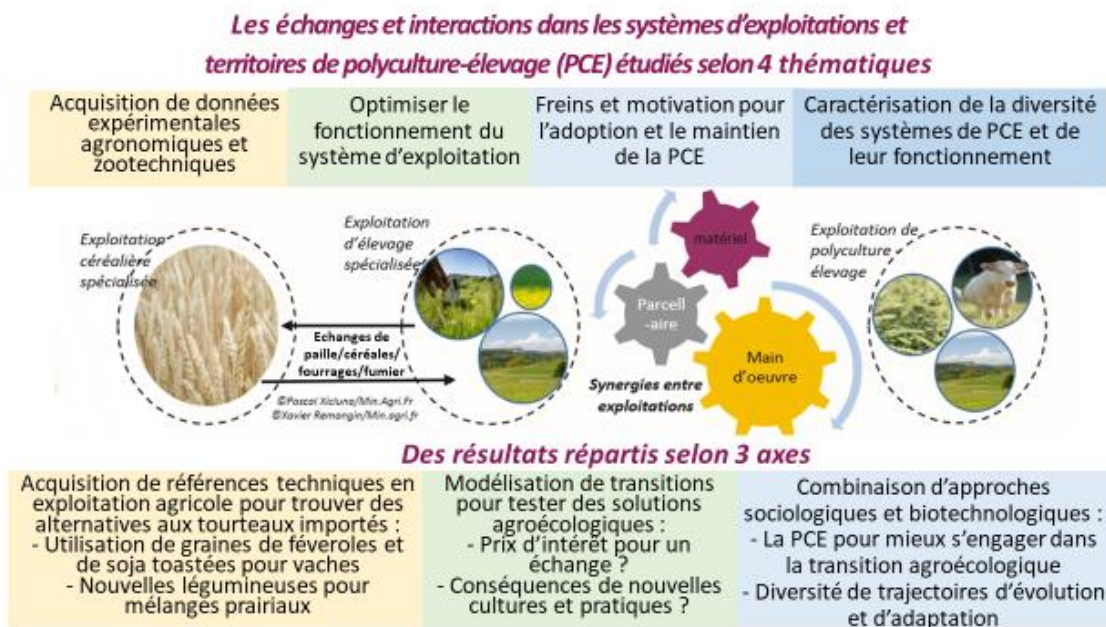 Les échanges et interactions dans les systèmes d'exploitations et
territoires de polyculture-élevage (PCE) étudiés selon 4 thématiques
Acquisition de données
expérimentales
agronomiques et
zootechniques
Optimiser le
fonctionnement du
système d'exploitation
Freins et motivation pour
l'adoption et le maintien
de la PCE
Caractérisation de la diversité
des systèmes de PCE et de
leur fonctionnement
Exploitation
céréalière
spécialisée
Exploitation
d'élevage
spécialisée
Echanges de
paille/céréales/
fourrages/fumier
©Pascal Xicluna/Min.Agri.Fr
©Xavier Remongin/Min.agri.fr
matériel
Parcell
-aire
Main
d'oeuvre
Synergies entre
exploitations
Exploitation de
polyculture
élevage
Des résultats répartis selon 3 axes
Acquisition de références techniques en
exploitation agricole pour trouver des
alternatives aux tourteaux importés :
- Utilisation de graines de féveroles et
de soja toastées pour vaches
- Nouvelles légumineuses pour
mélanges prairiaux
Modélisation de transitions
pour tester des solutions
agroécologiques :
- Prix d'intérêt pour un
échange ?
- Conséquences de nouvelles
cultures et pratiques ?
Combinaison d'approches
sociologiques et biotechnologiques :
- La PCE pour mieux s'engager dans
la transition agroécologique
- Diversité de trajectoires d'évolution
et d'adaptation